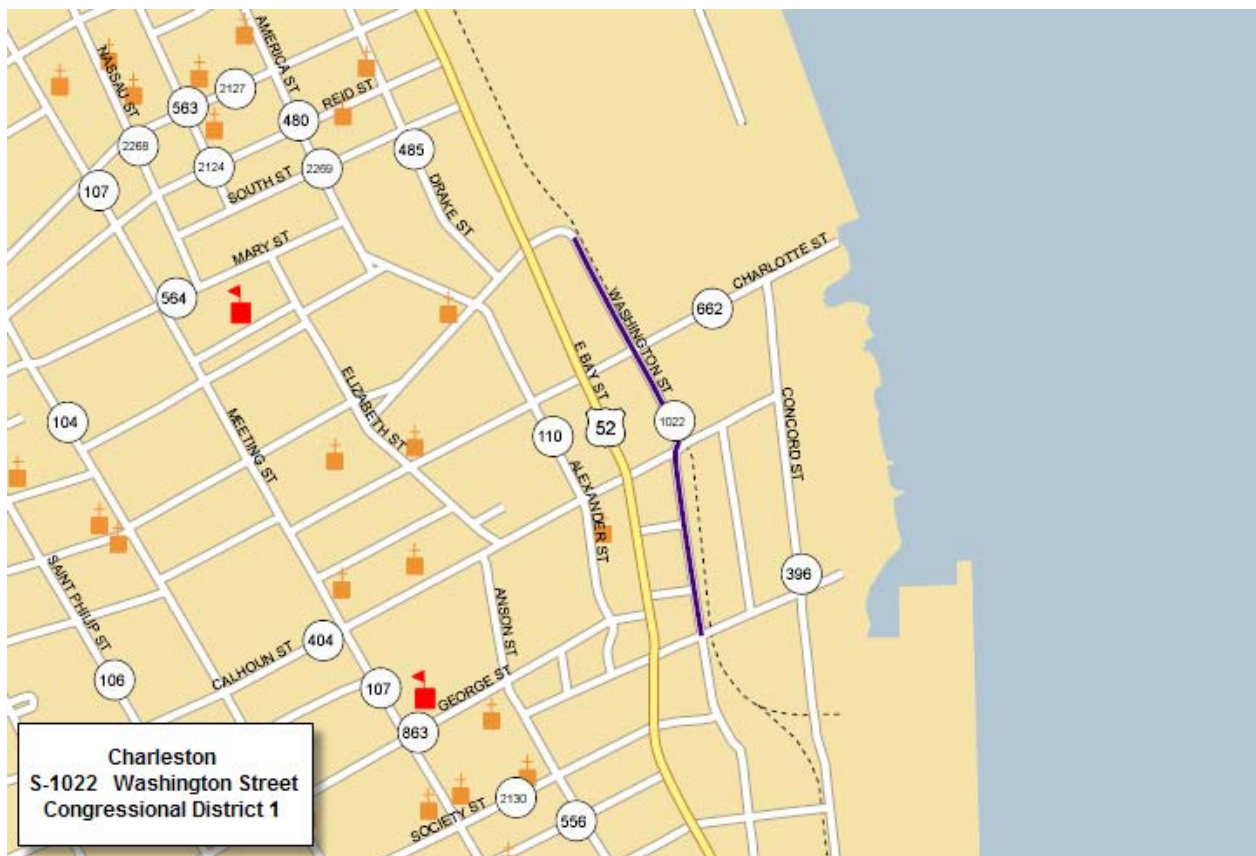 NASSAU ST
AMERICA ST
2127
563
REID ST
480
2268
485
2124
2269
107
SOUTH ST
DRAKE ST
MARY ST
CHARLOTTE ST
564
662
WASHINGTON ST
E BAY ST
ELIZABETH ST
CONCORD ST
104
MEETING ST
110
52
1022
ALEXANDER ST
SAINT PHILIP ST
396
ANSON ST
404
CALHOUN ST
106
107
GEORGE ST
863
2130
SOCIETY ST
556
Charleston
S-1022 Washington Street
Congressional District 1